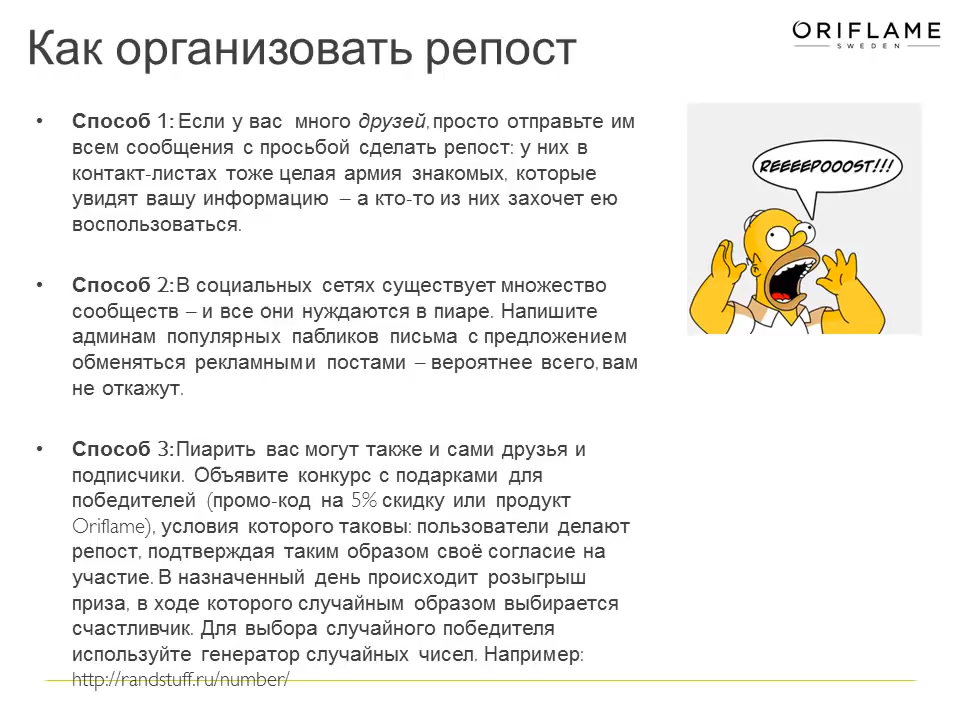 Как организовать репост
ORIFLAME
SWEDEN
• Способ 1: Если у вас много друзей, просто отправьте им
всем сообщения с просьбой сделать репост: у них в
контакт-листах тоже целая армия знакомых, которые
увидят вашу информацию – а кто-то из них захочет ею
воспользоваться.
REEEEPOOOST!!!
• Способ 2: В социальных сетях существует множество
сообществ – и все они нуждаются в пиаре. Напишите
админам популярных пабликов письма с предложением
обменяться рекламными постами – вероятнее всего, вам
не откажут.
• Способ 3: Пиарить вас могут также и сами друзья и
подписчики. Объявите конкурс с подарками для
победителей (промо-код на 5% скидку или продукт
Oriflame), условия которого таковы: пользователи делают
репост, подтверждая таким образом своё согласие на
участие. В назначенный день происходит розыгрыш
приза, в ходе которого случайным образом выбирается
счастливчик. Для выбора случайного победителя
используйте генератор случайных чисел. Например:
http://randstuff.ru/number/